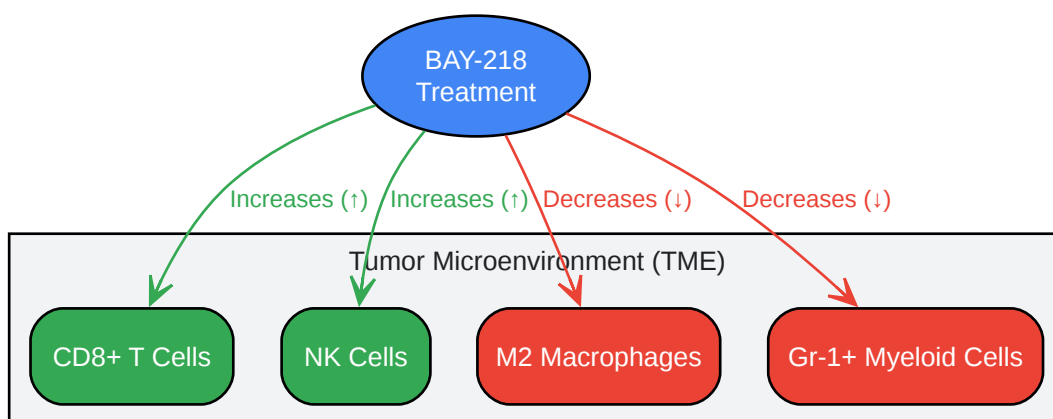 BAY-218
Treatment
Increases (↑)
Increases (↑)
Decreases (↓)
Decreases (↓)
Tumor Microenvironment (TME)
CD8+ T Cells
NK Cells
M2 Macrophages
Gr-1+ Myeloid Cells